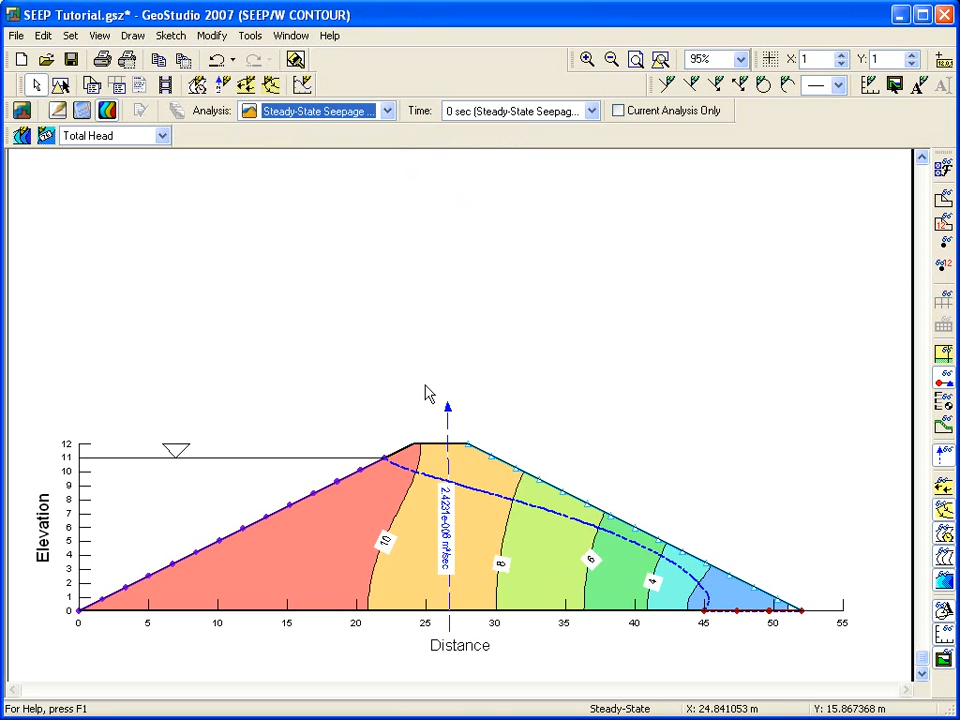 SEEP Tutorial.gsz* - GeoStudio 2007 (SEEP/W CONTOUR)
File Edit Set View Draw Sketch Modify Tools Window Help
95% X: 1 Y: 1
Analysis: Steady-State Seepage ... Time: 0 sec (Steady-State Seepag... Current Analysis Only
Total Head
12
11
10
9
8
7
6
5
4
3
2
1
0
Elevation
10
2.4231e-006 m³/sec
8
6
4
0 5 10 15 20 25 30 35 40 45 50 55
Distance
For Help, press F1 Steady-State X: 24.841053 m Y: 15.867368 m